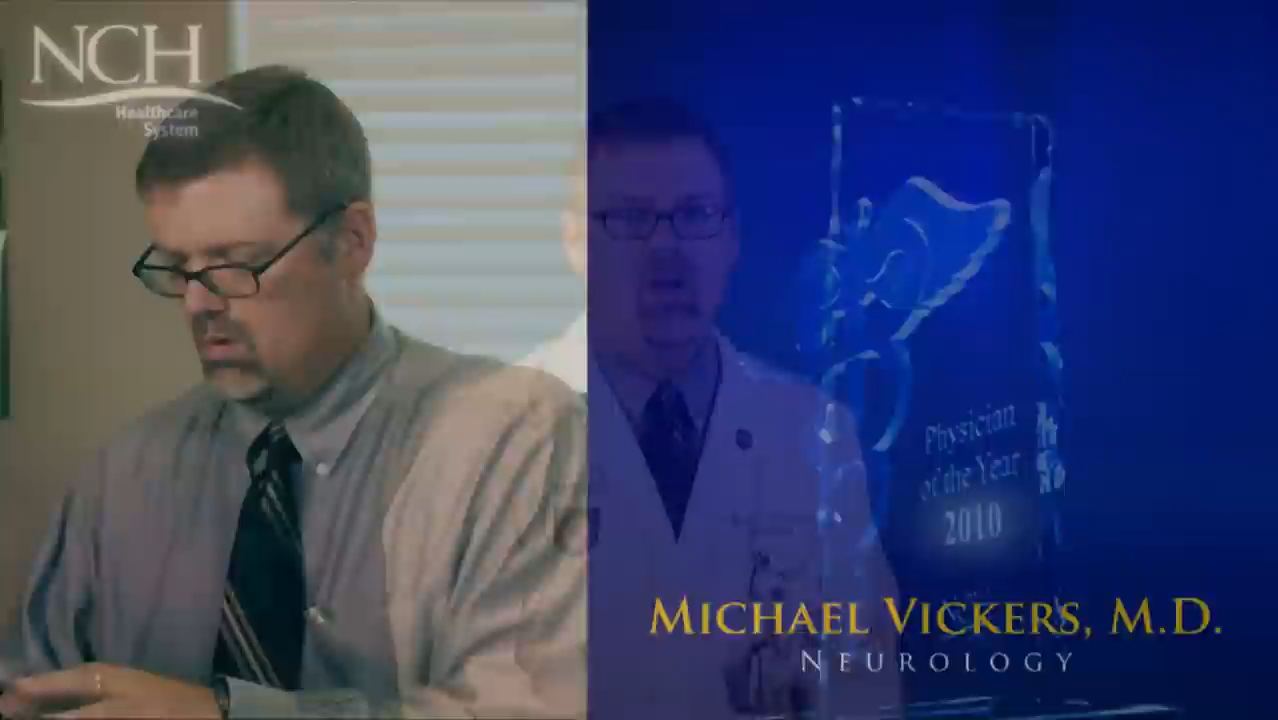 NCH
Healthcare
System
Physician
of the Year
2010
MICHAEL VICKERS, M.D.
NEUROLOGY